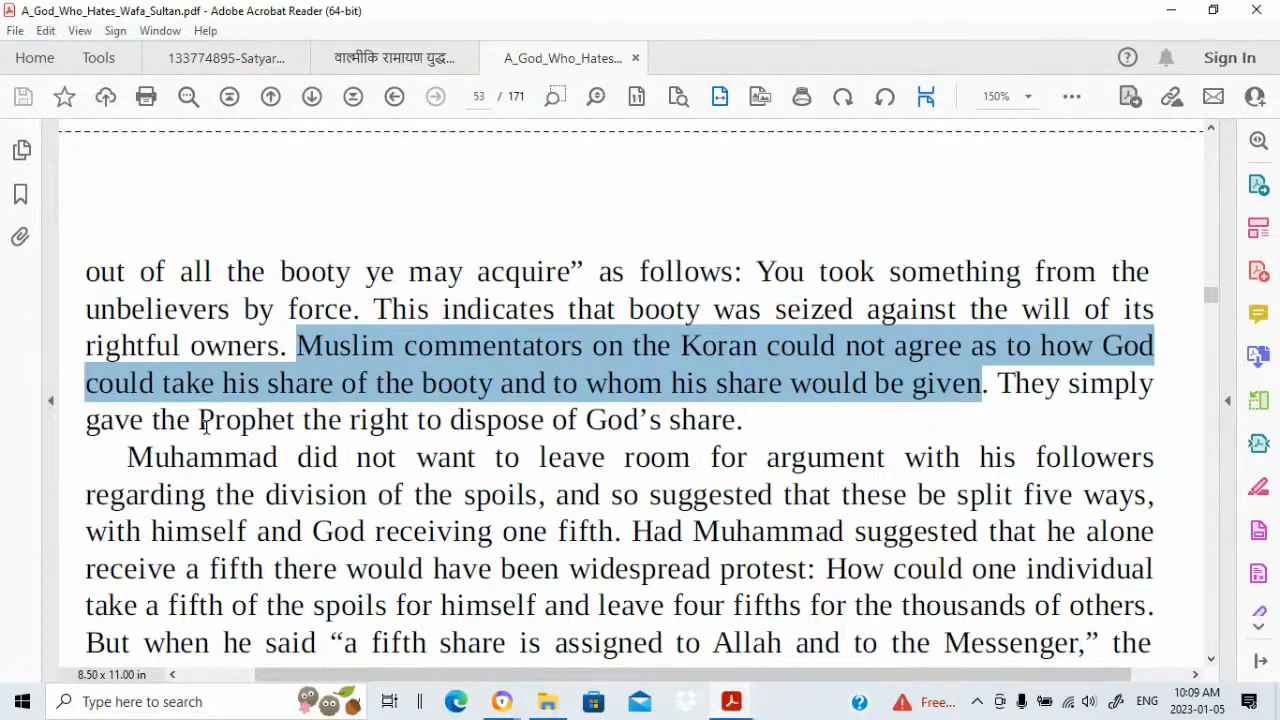 A_God_Who_Hates_Wafa_Sultan.pdf - Adobe Acrobat Reader (64-bit)
File Edit View Sign Window Help
Home Tools 133774895-Satyar... वाल्मीकि रामायण युद्ध... A_God_Who_Hates... × Sign In
53 / 171 150%
out of all the booty ye may acquire” as follows: You took something from the
unbelievers by force. This indicates that booty was seized against the will of its
rightful owners. Muslim commentators on the Koran could not agree as to how God
could take his share of the booty and to whom his share would be given. They simply
gave the Prophet the right to dispose of God’s share.
Muhammad did not want to leave room for argument with his followers
regarding the division of the spoils, and so suggested that these be split five ways,
with himself and God receiving one fifth. Had Muhammad suggested that he alone
receive a fifth there would have been widespread protest: How could one individual
take a fifth of the spoils for himself and leave four fifths for the thousands of others.
But when he said “a fifth share is assigned to Allah and to the Messenger,” the
8.50 x 11.00 in
Type here to search Free... ENG 10:09 AM
2023-01-05